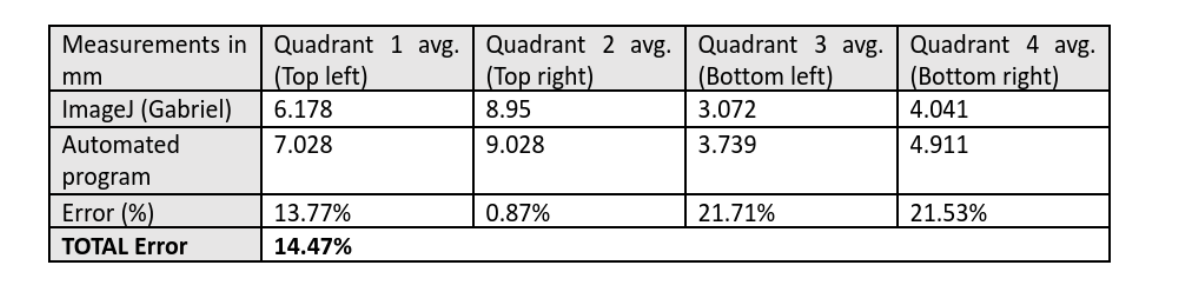 Measurements in mm | Quadrant 1 avg. (Top left) | Quadrant 2 avg. (Top right) | Quadrant 3 avg. (Bottom left) | Quadrant 4 avg. (Bottom right)
ImageJ (Gabriel) | 6.178 | 8.95 | 3.072 | 4.041
Automated program | 7.028 | 9.028 | 3.739 | 4.911
Error (%) | 13.77% | 0.87% | 21.71% | 21.53%
TOTAL Error | 14.47%